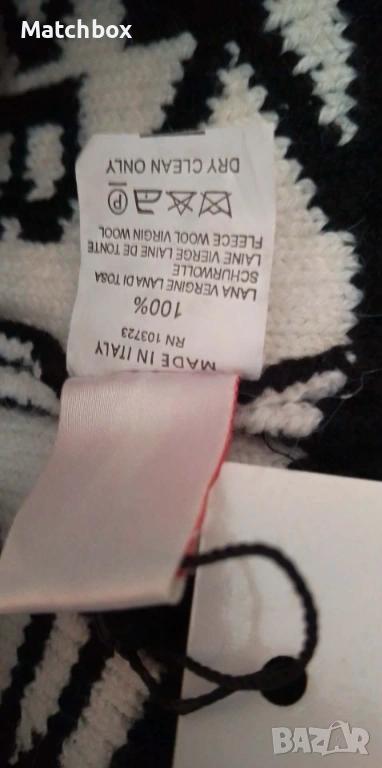 Matchbox
MADE IN ITALY
RN 103723
100%
LANA VERGINE LANA DI TOSA
SCHURWOLLE
LAINE VIERGE LAINE DE TONTE
FLEECE WOOL VIRGIN WOOL
P
DRY CLEAN ONLY
BAZAR